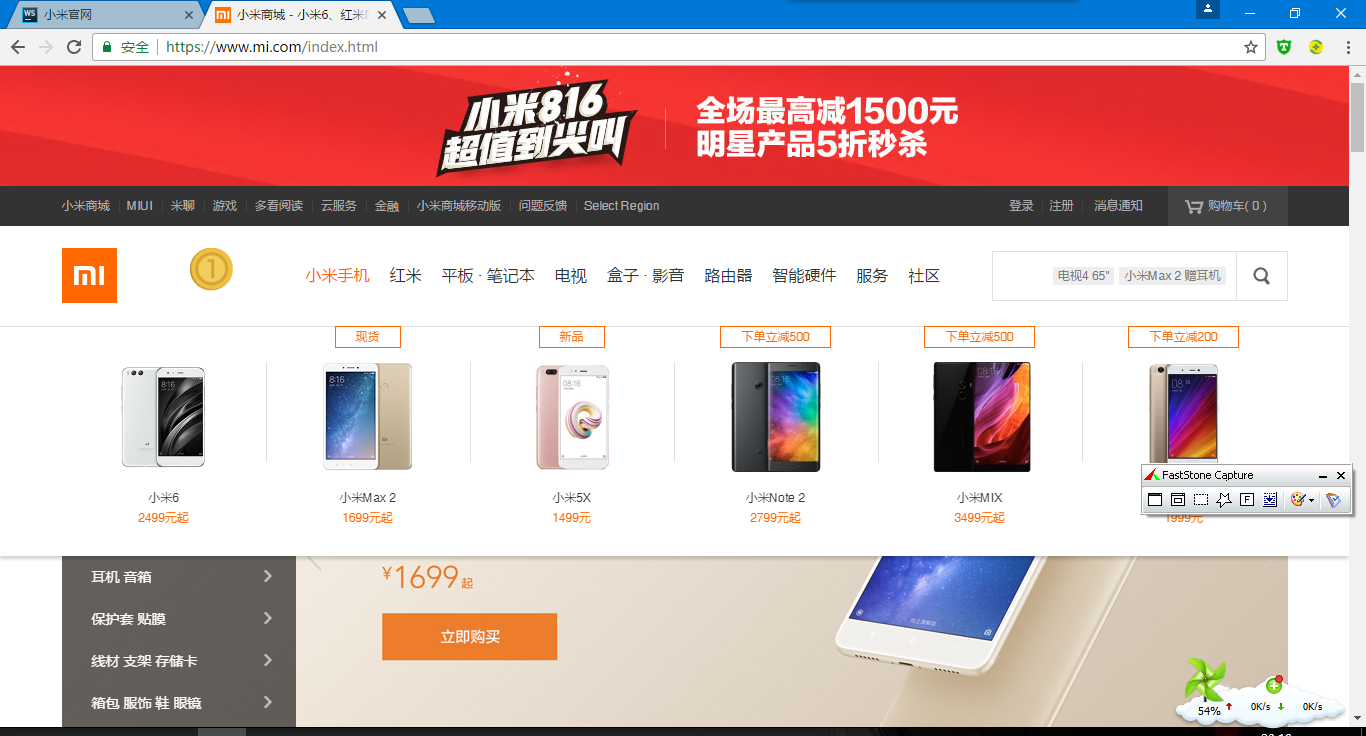 WS 小米官网
小米商城 - 小米6、红米N
安全 https://www.mi.com/index.html
小米816
超值到尖叫
全场最高减1500元
明星产品5折秒杀
小米商城 MIUI 米聊 游戏 多看阅读 云服务 金融 小米商城移动版 问题反馈 Select Region 登录 注册 消息通知 购物车( 0 )
mi 1 小米手机 红米 平板 · 笔记本 电视 盒子 · 影音 路由器 智能硬件 服务 社区 电视4 65" 小米Max 2 赠耳机
现货 新品 下单立减500 下单立减500 下单立减200
8:16 8:16 08:16 08:16 08:16
小米6 小米Max 2 小米5X 小米Note 2 小米MIX
2499元起 1699元起 1499元 2799元起 3499元起 1999元
FastStone Capture
耳机 音箱
保护套 贴膜
线材 支架 存储卡
箱包 服饰 鞋 眼镜
¥1699起
立即购买
54% 0K/s 0K/s